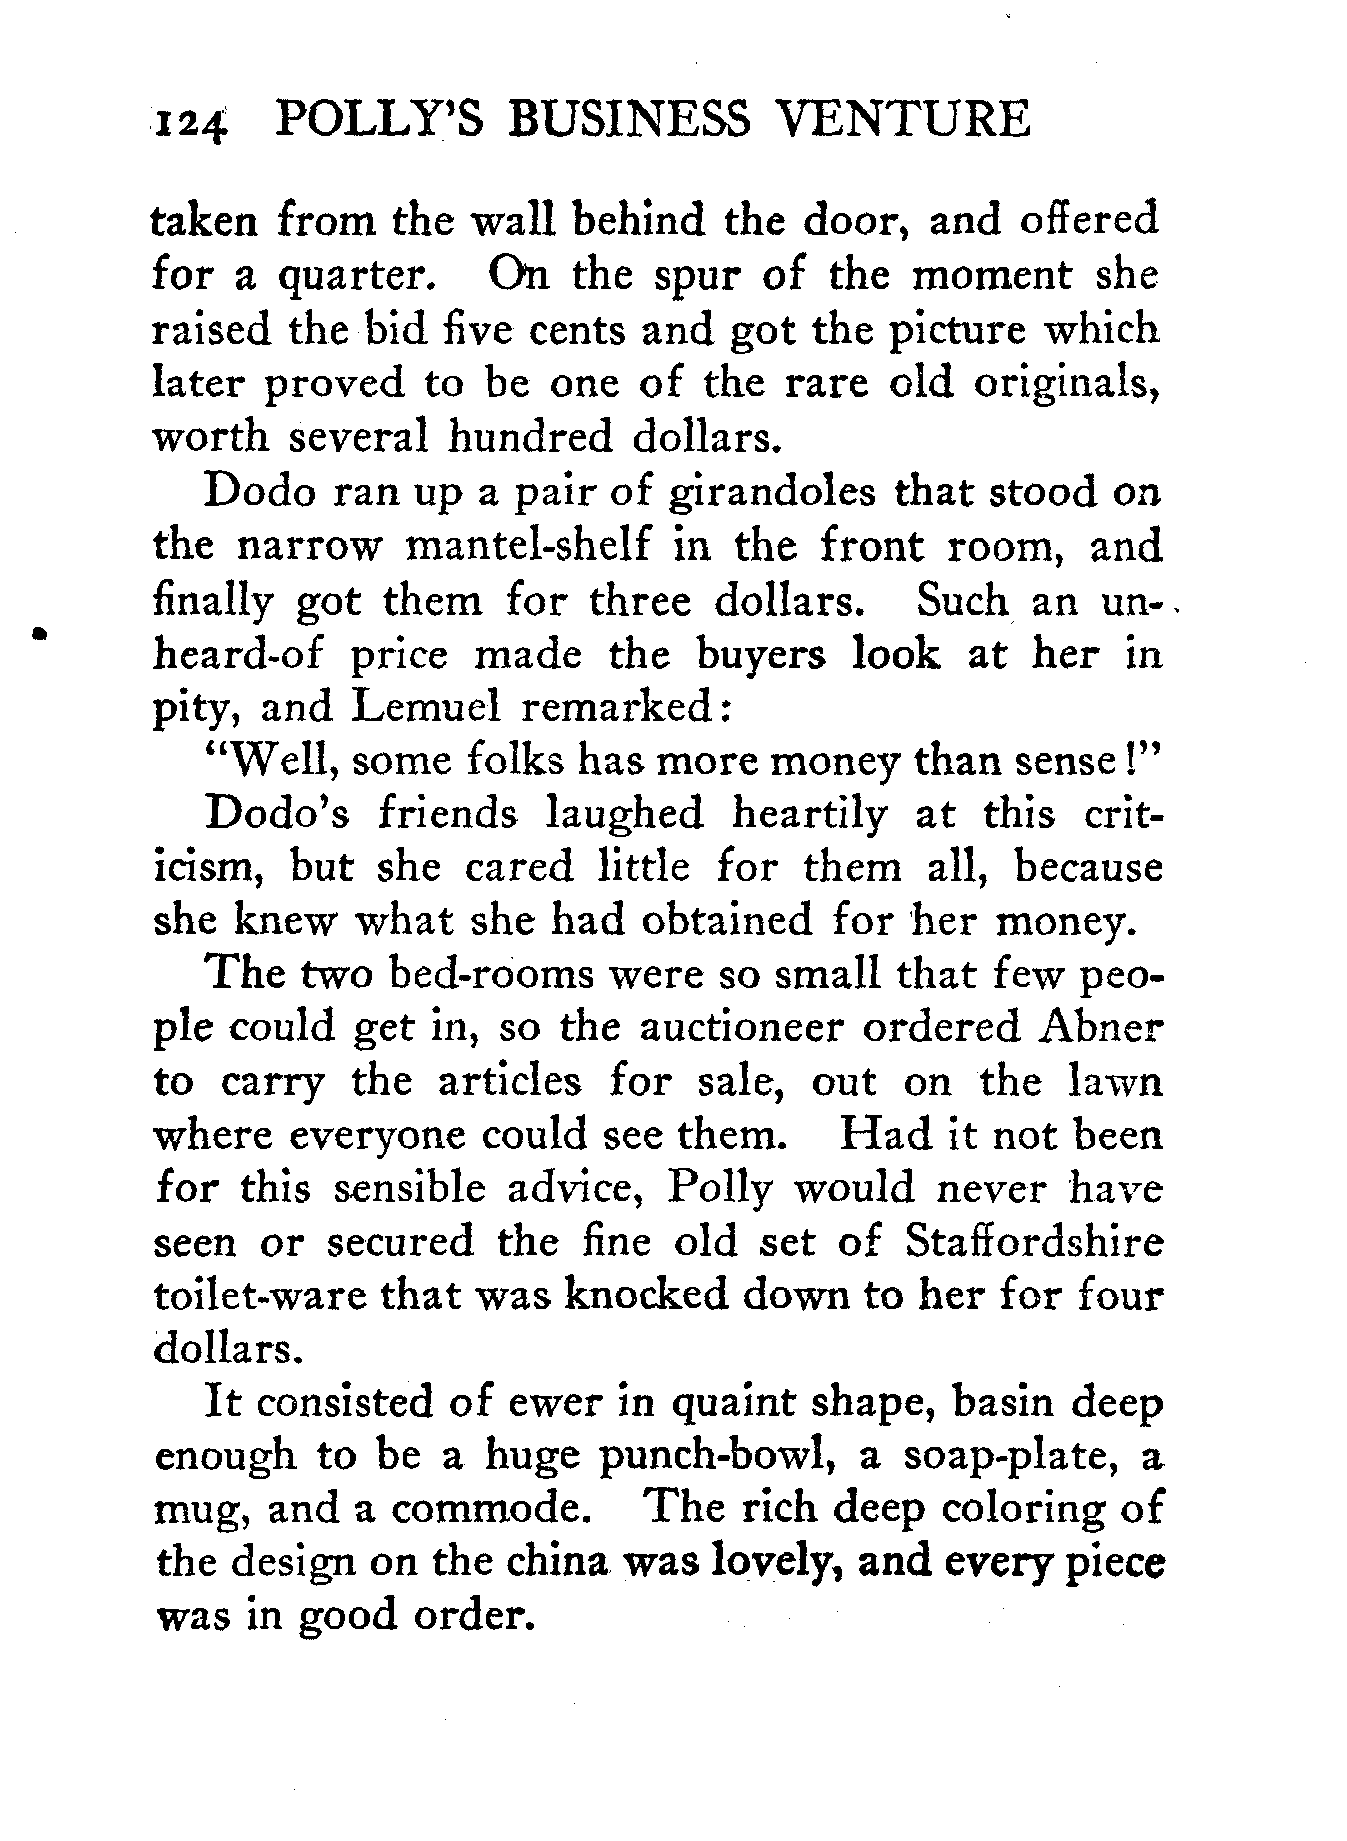 124 POLLY'S BUSINESS VENTURE
taken from the wall behind the door, and offered
for a quarter. On the spur of the moment she
raised the bid five cents and got the picture which
later proved to be one of the rare old originals,
worth several hundred dollars.
Dodo ran up a pair of girandoles that stood on
the narrow mantel-shelf in the front room, and
finally got them for three dollars. Such an un-
heard-of price made the buyers look at her in
pity, and Lemuel remarked:
"Well, some folks has more money than sense!"
Dodo's friends laughed heartily at this crit-
icism, but she cared little for them all, because
she knew what she had obtained for her money.
The two bed-rooms were so small that few peo-
ple could get in, so the auctioneer ordered Abner
to carry the articles for sale, out on the lawn
where everyone could see them. Had it not been
for this sensible advice, Polly would never have
seen or secured the fine old set of Staffordshire
toilet-ware that was knocked down to her for four
dollars.
It consisted of ewer in quaint shape, basin deep
enough to be a huge punch-bowl, a soap-plate, a
mug, and a commode. The rich deep coloring of
the design on the china was lovely, and every piece
was in good order.